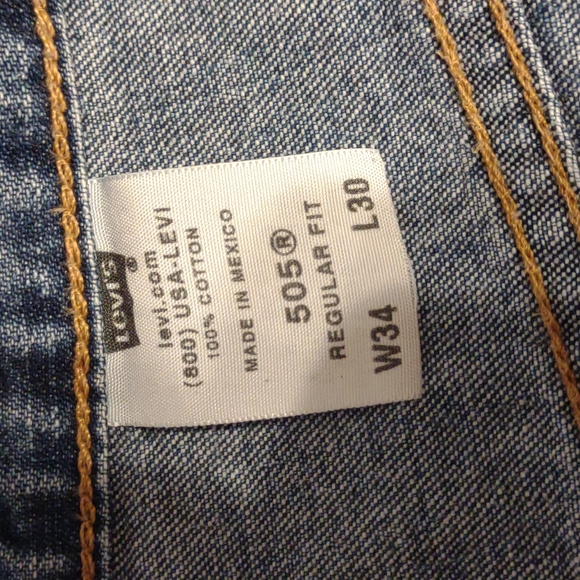 Levi's®
levi.com
(800) USA-LEVI
100% COTTON
MADE IN MEXICO
505®
REGULAR FIT
W34 L30